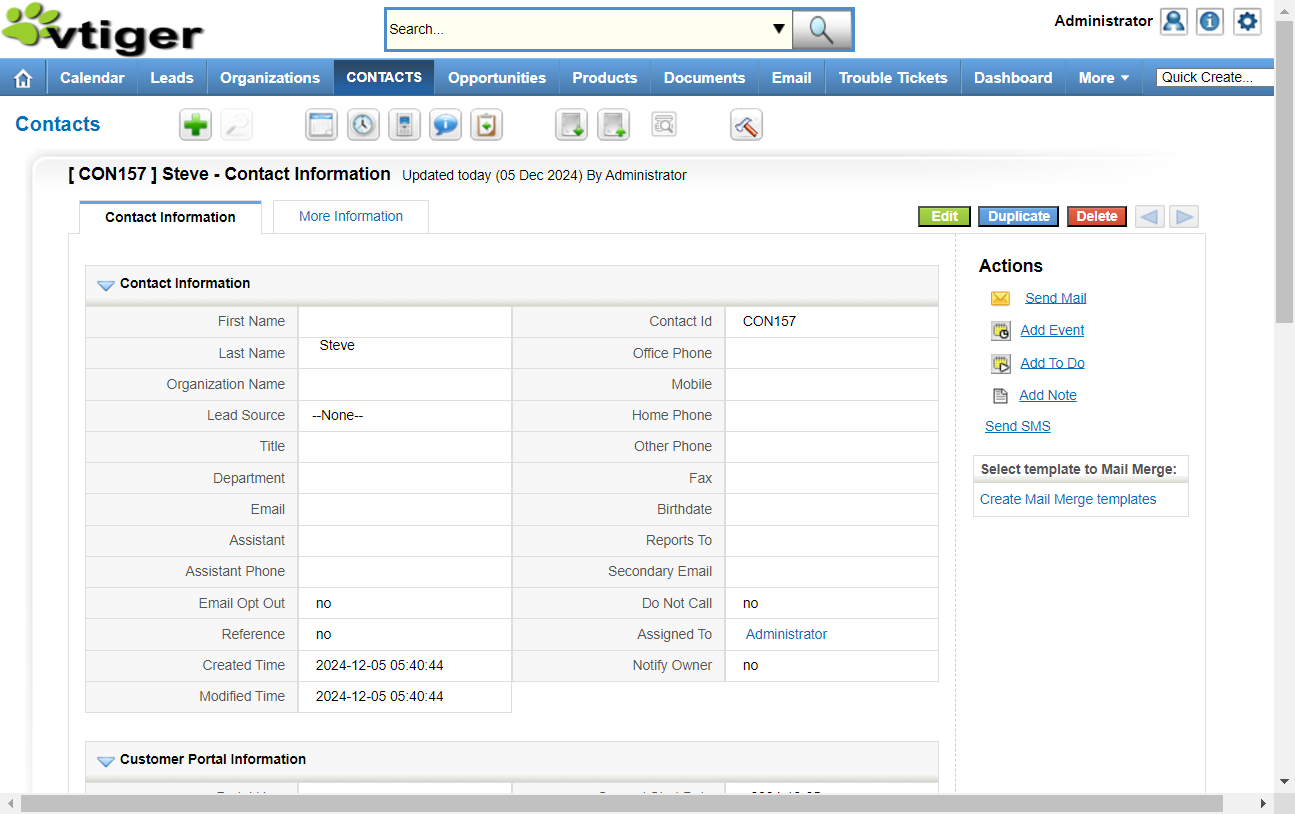 vtiger
Search...
Administrator
Calendar Leads Organizations CONTACTS Opportunities Products Documents Email Trouble Tickets Dashboard More Quick Create...
Contacts
[ CON157 ] Steve - Contact Information Updated today (05 Dec 2024) By Administrator
Contact Information More Information Edit Duplicate Delete
Contact Information
First Name Contact Id CON157
Last Name Steve Office Phone
Organization Name Mobile
Lead Source --None-- Home Phone
Title Other Phone
Department Fax
Email Birthdate
Assistant Reports To
Assistant Phone Secondary Email
Email Opt Out no Do Not Call no
Reference no Assigned To Administrator
Created Time 2024-12-05 05:40:44 Notify Owner no
Modified Time 2024-12-05 05:40:44
Customer Portal Information
Actions
Send Mail
Add Event
Add To Do
Add Note
Send SMS
Select template to Mail Merge:
Create Mail Merge templates